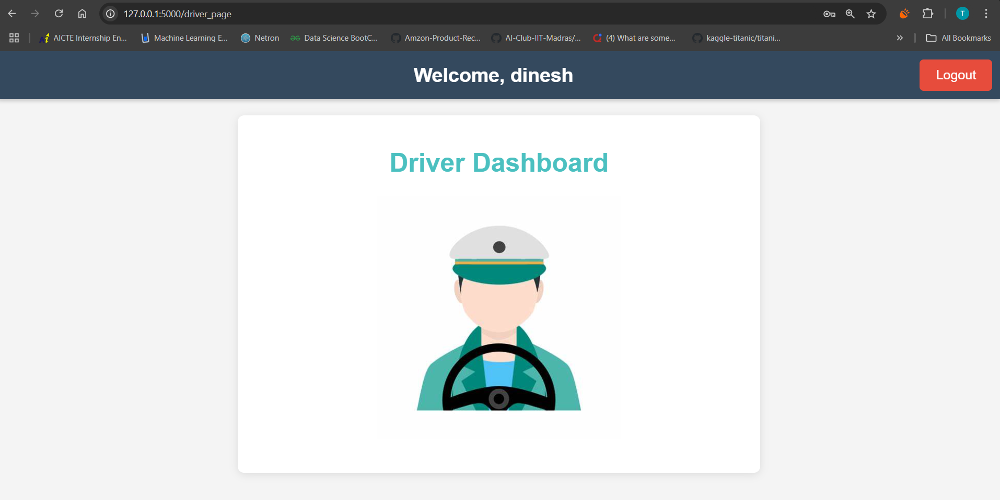 127.0.0.1:5000/driver_page
T
AICTE Internship En...
Machine Learning E...
Netron
Data Science BootC...
Amzon-Product-Rec...
AI-Club-IIT-Madras/...
(4) What are some...
kaggle-titanic/titani...
All Bookmarks
Welcome, dinesh
Logout
Driver Dashboard